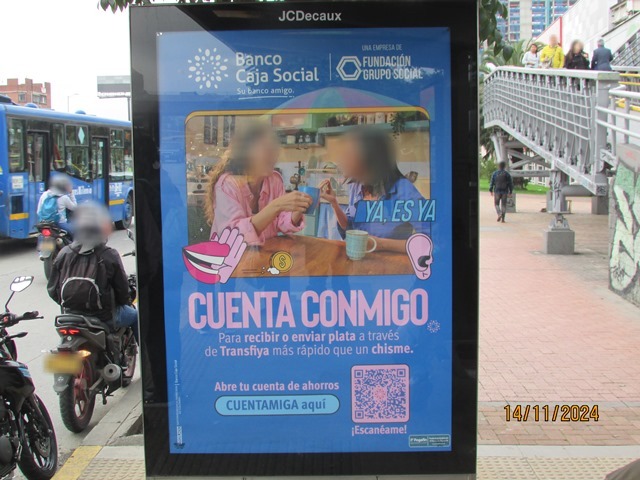 JCDecaux
Banco
Caja Social
Su banco amigo.
UNA EMPRESA DE
FUNDACIÓN
GRUPO SOCIAL
YA, ES YA
$
CUENTA CONMIGO
Para recibir o enviar plata a través
de Transfiya más rápido que un chisme.
Abre tu cuenta de ahorros
CUENTAMIGA aquí
¡Escanéame!
14/11/2024